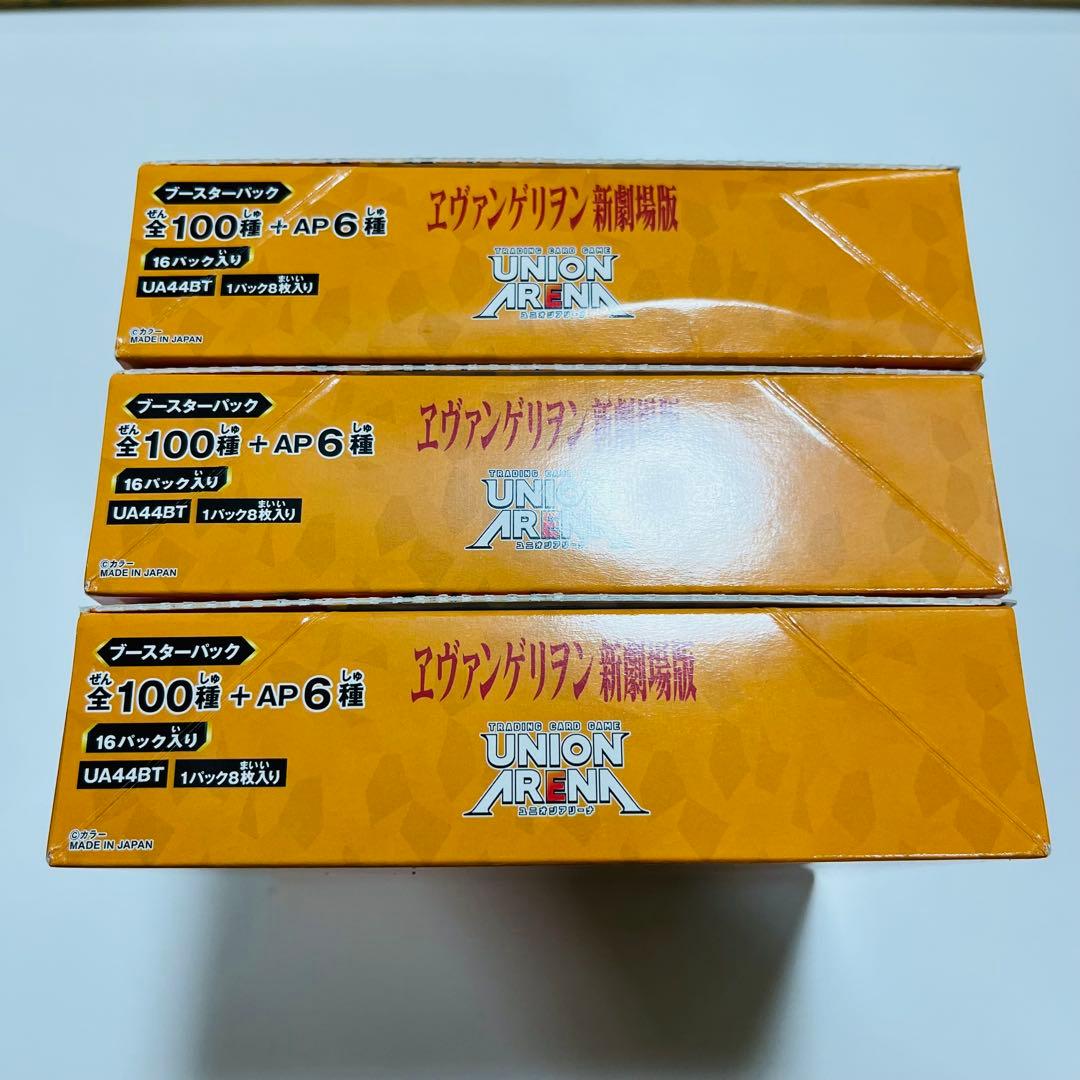 ブースターパック
ぜん しゅ しゅ
全100種+AP6種
い
16パック入り
まいい
UA44BT 1パック8枚入り
©カラー
MADE IN JAPAN
ヱヴァンゲリヲン新劇場版
TRADING CARD GAME
UNION
ARENA
ユニオンアリーナ
ブースターパック
ぜん しゅ しゅ
全100種+AP6種
い
16パック入り
まいい
UA44BT 1パック8枚入り
©カラー
MADE IN JAPAN
ヱヴァンゲリヲン新劇場版
TRADING CARD GAME
UNION
ARENA
ユニオンアリーナ
ブースターパック
ぜん しゅ しゅ
全100種+AP6種
い
16パック入り
まいい
UA44BT 1パック8枚入り
©カラー
MADE IN JAPAN
ヱヴァンゲリヲン新劇場版
TRADING CARD GAME
UNION
ARENA
ユニオンアリーナ